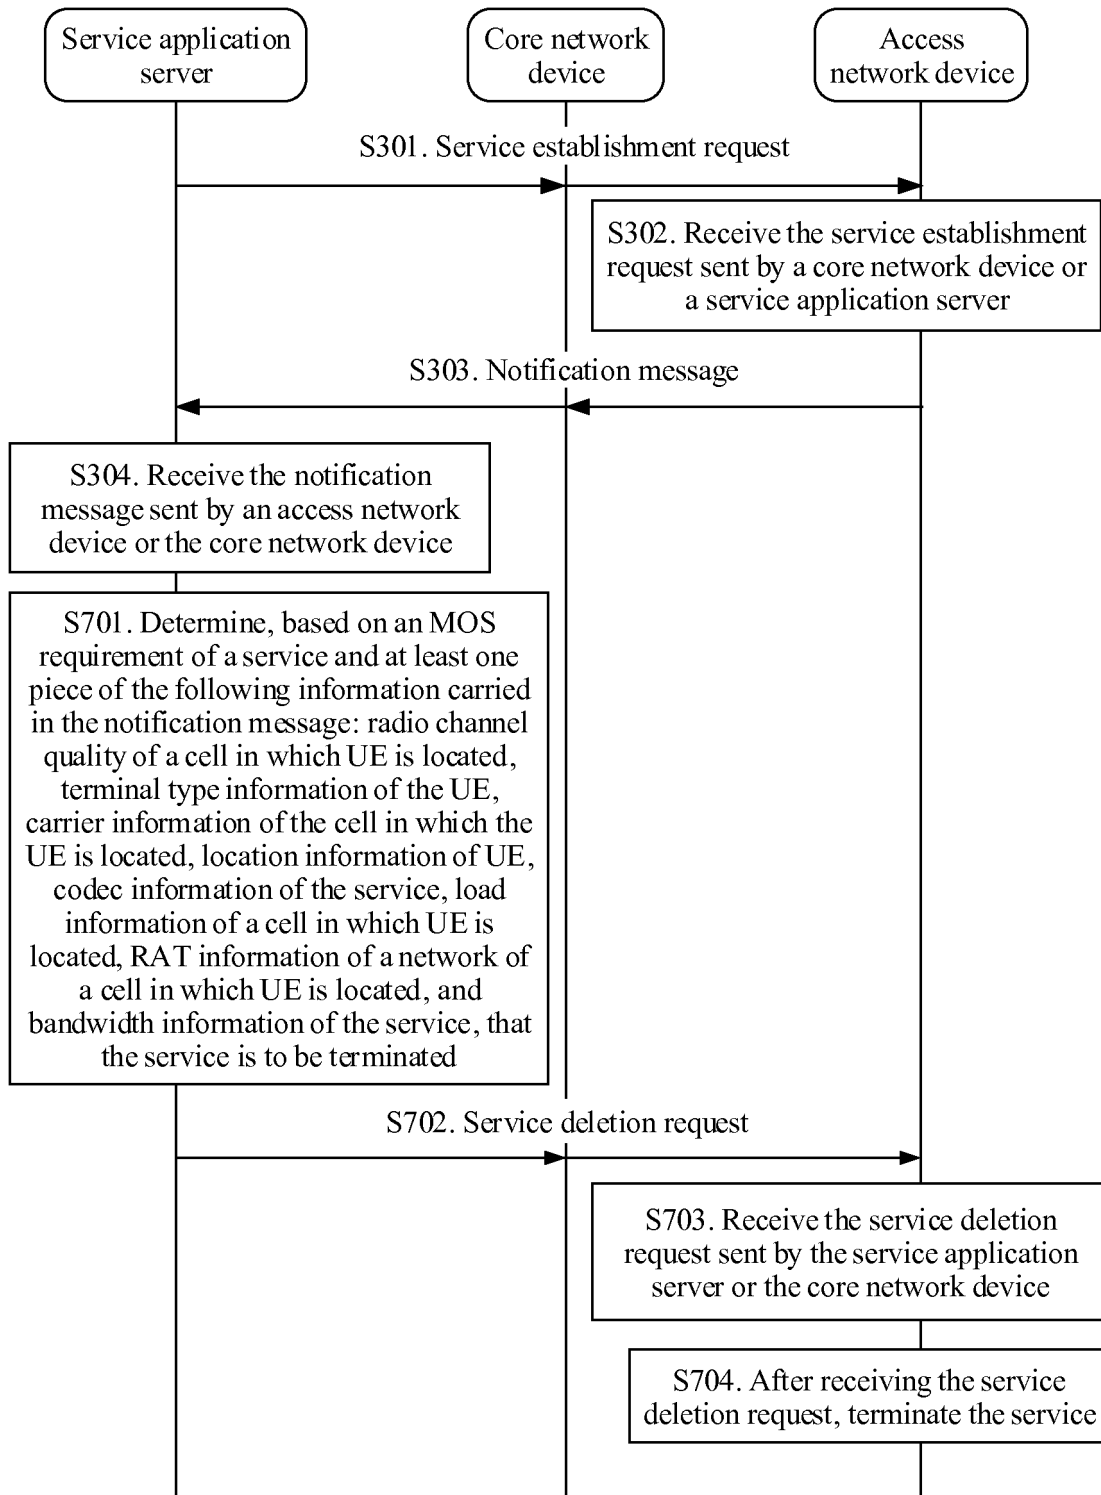 Service application
server
Core network
device
Access
network device
S301. Service establishment request
S302. Receive the service establishment
request sent by a core network device or
a service application server
S303. Notification message
S304. Receive the notification
message sent by an access network
device or the core network device
S701. Determine, based on an MOS
requirement of a service and at least one
piece of the following information carried
in the notification message: radio channel
quality of a cell in which UE is located,
terminal type information of the UE,
carrier information of the cell in which the
UE is located, location information of UE,
codec information of the service, load
information of a cell in which UE is
located, RAT information of a network of
a cell in which UE is located, and
bandwidth information of the service, that
the service is to be terminated
S702. Service deletion request
S703. Receive the service deletion
request sent by the service application
server or the core network device
S704. After receiving the service
deletion request, terminate the service